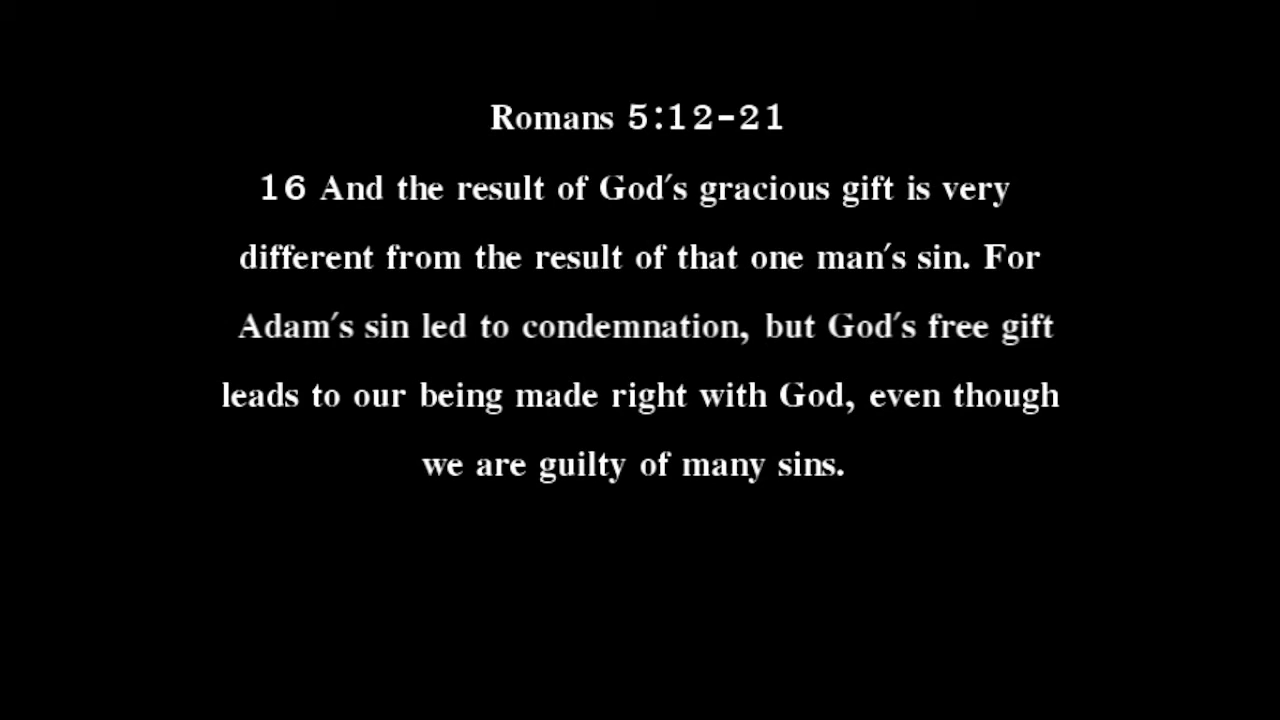 Romans 5:12-21
16 And the result of God's gracious gift is very
different from the result of that one man's sin. For
Adam's sin led to condemnation, but God's free gift
leads to our being made right with God, even though
we are guilty of many sins.